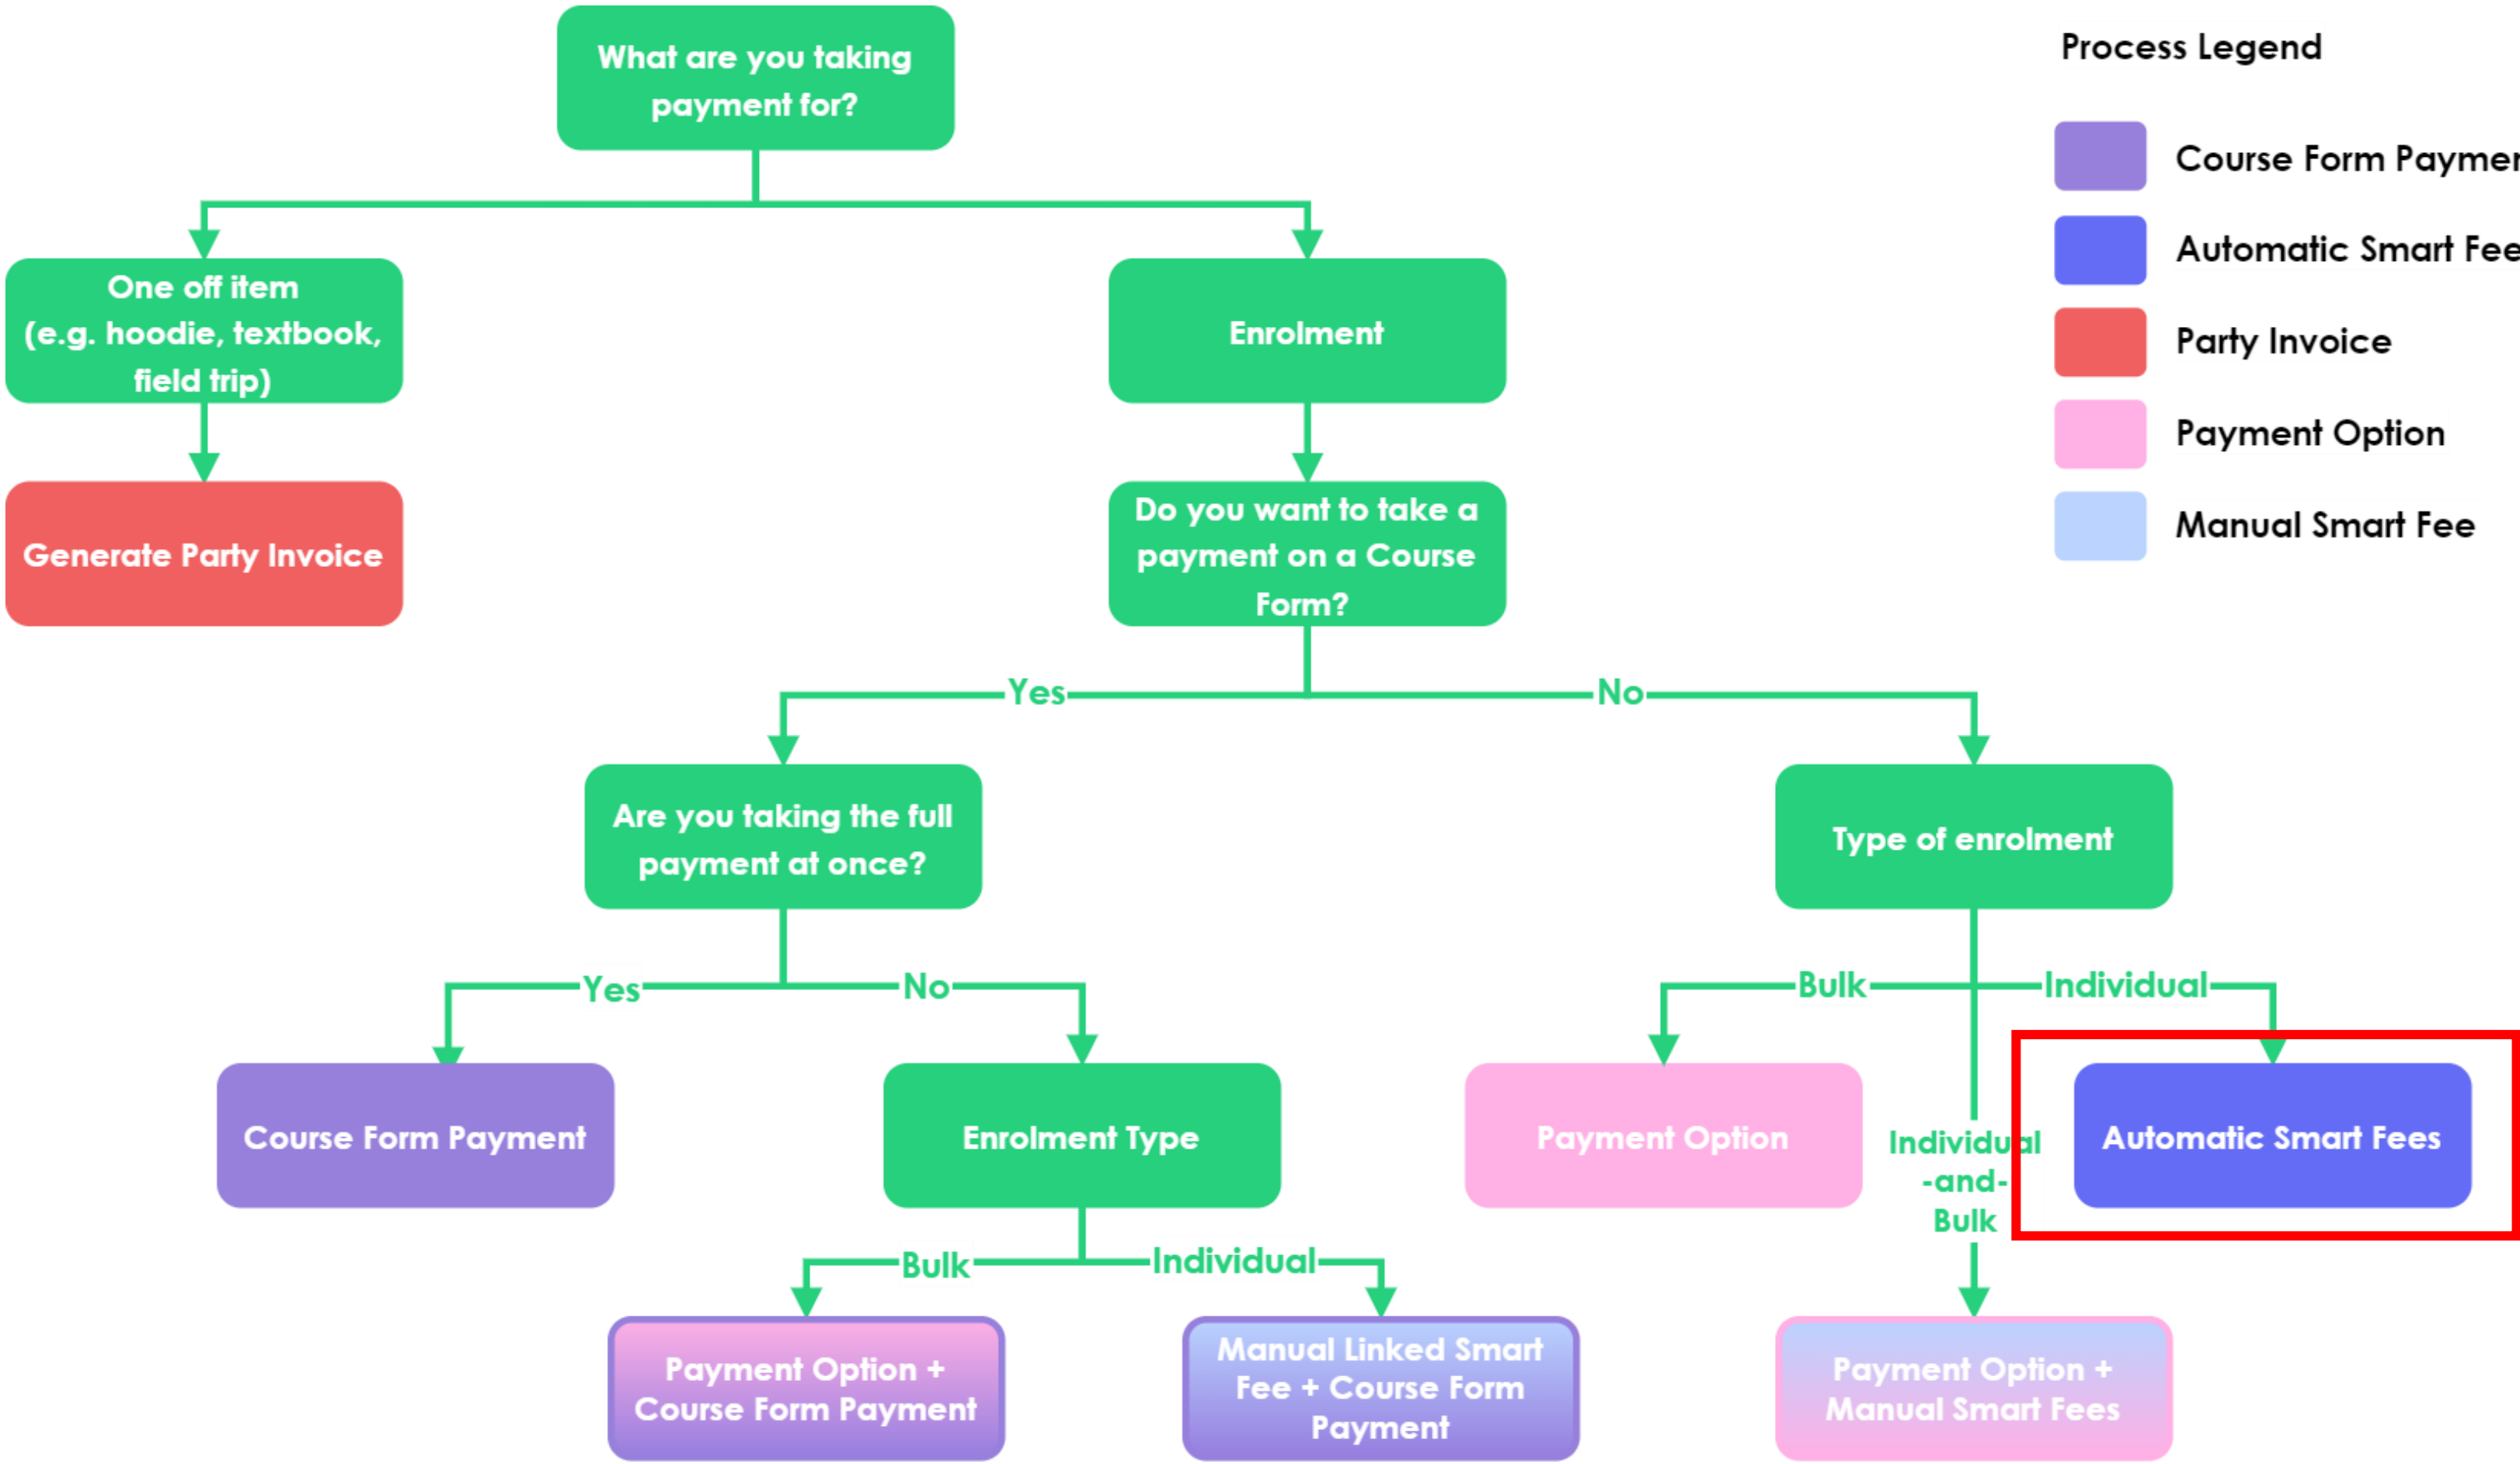 What are you taking
payment for?
Process Legend
Course Form Paymen
Automatic Smart Fee
Party Invoice
Payment Option
Manual Smart Fee
One off item
(e.g. hoodie, textbook,
field trip)
Enrolment
Generate Party Invoice
Do you want to take a
payment on a Course
Form?
Yes
No
Are you taking the full
payment at once?
Type of enrolment
Yes
No
Bulk
Individual
Course Form Payment
Enrolment Type
Payment Option
Individual
-and-
Bulk
Automatic Smart Fees
Bulk
Individual
Payment Option +
Course Form Payment
Manual Linked Smart
Fee + Course Form
Payment
Payment Option +
Manual Smart Fees